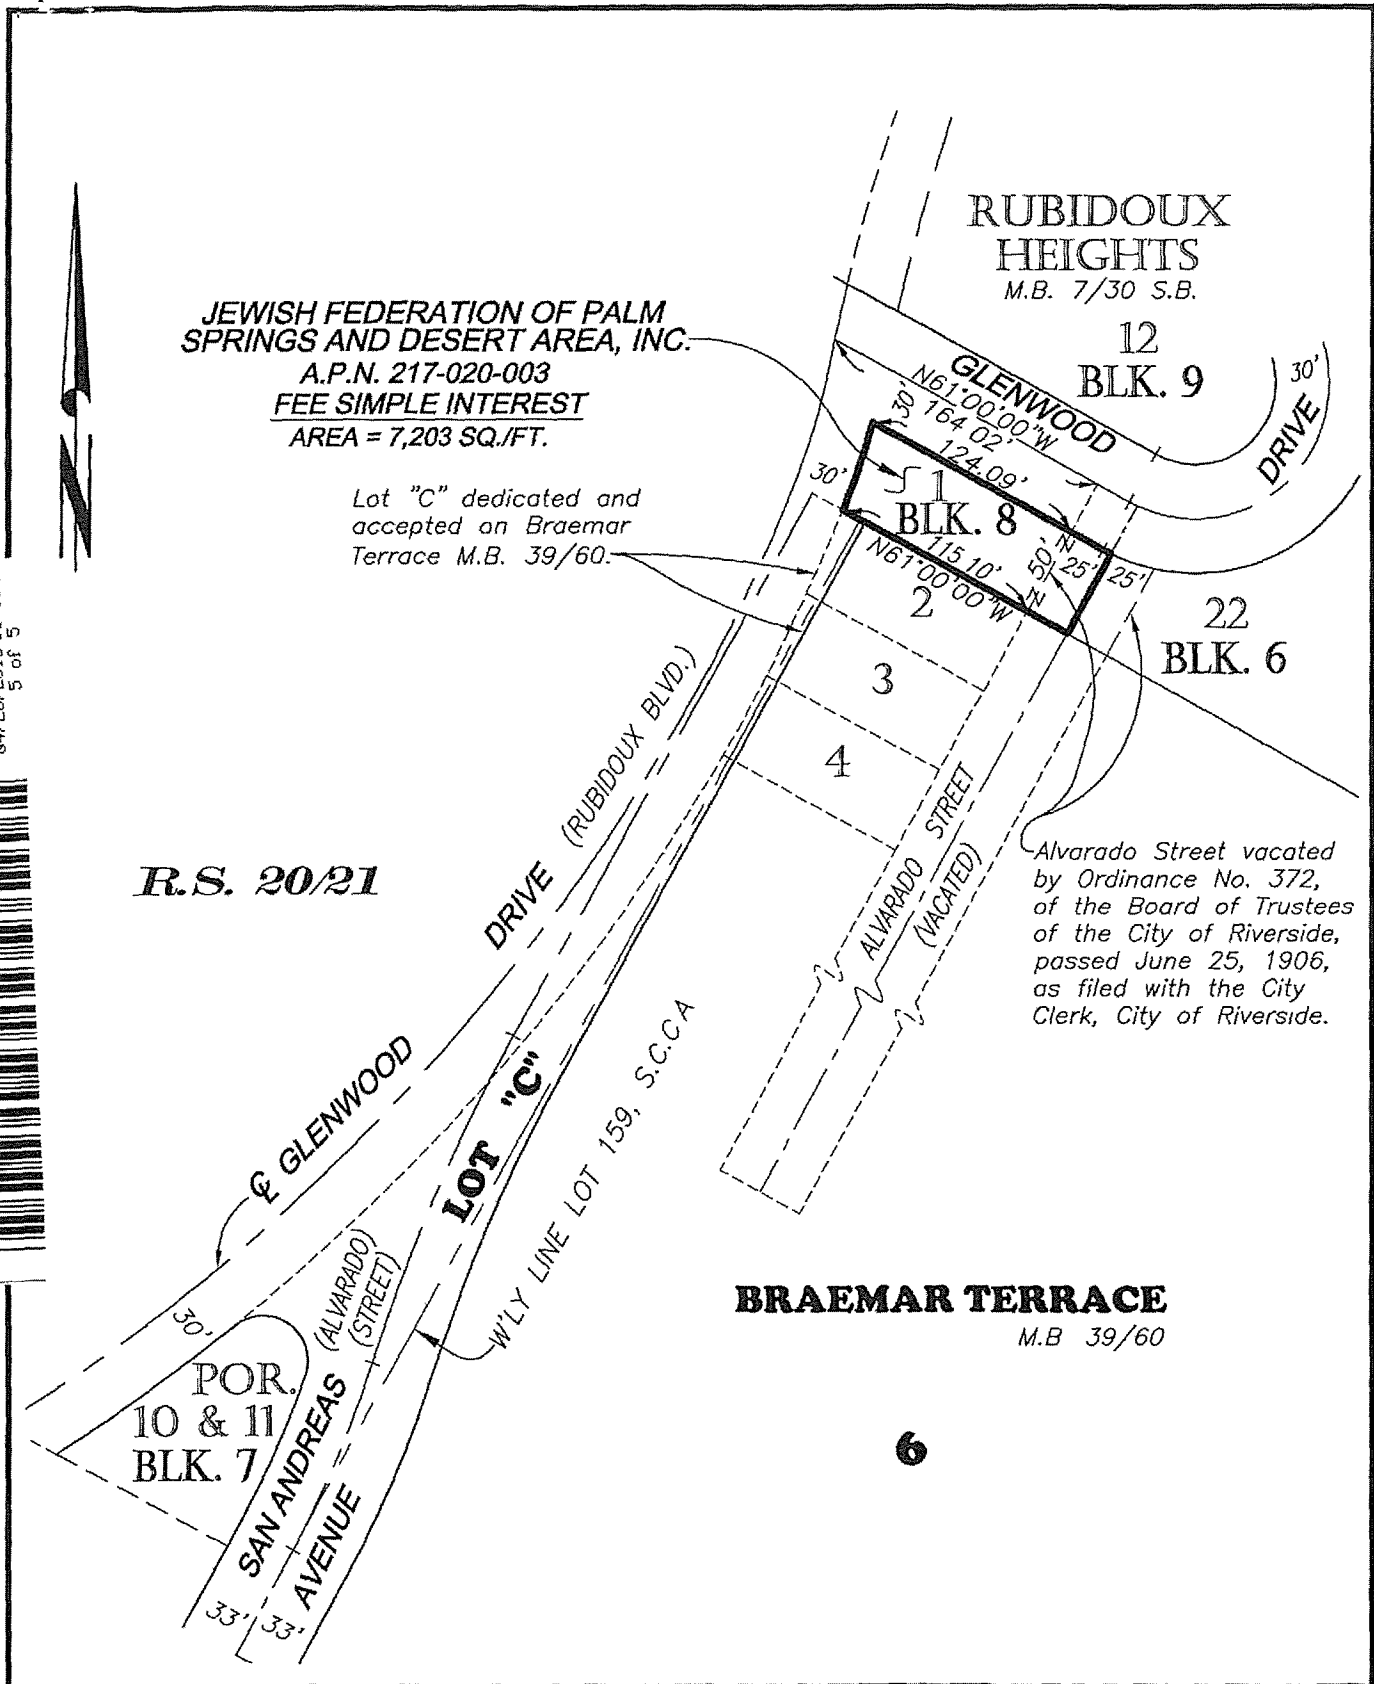 RUBIDOUX
HEIGHTS
M.B. 7/30 S.B.
12
BLK. 9
JEWISH FEDERATION OF PALM
SPRINGS AND DESERT AREA, INC.
A.P.N. 217-020-003
FEE SIMPLE INTEREST
AREA = 7,203 SQ./FT.
Lot "C" dedicated and
accepted on Braemar
Terrace M.B. 39/60.
GLENWOOD
DRIVE
30'
N61°00'00"W
164.02'
124.09'
30'
30'
1
BLK. 8
115.10'
N61°00'00"W
50'
25'
25'
N
2
3
4
22
BLK. 6
5 of 5
R.S. 20/21
DRIVE
(RUBIDOUX BLVD.)
ALVARADO STREET
(VACATED)
Alvarado Street vacated
by Ordinance No. 372,
of the Board of Trustees
of the City of Riverside,
passed June 25, 1906,
as filed with the City
Clerk, City of Riverside.
℄ GLENWOOD
LOT "C"
W'LY LINE LOT 159, S.C.C.A
30'
(ALVARADO)
(STREET)
POR.
10 & 11
BLK. 7
SAN ANDREAS
AVENUE
33'
33'
BRAEMAR TERRACE
M.B 39/60
6